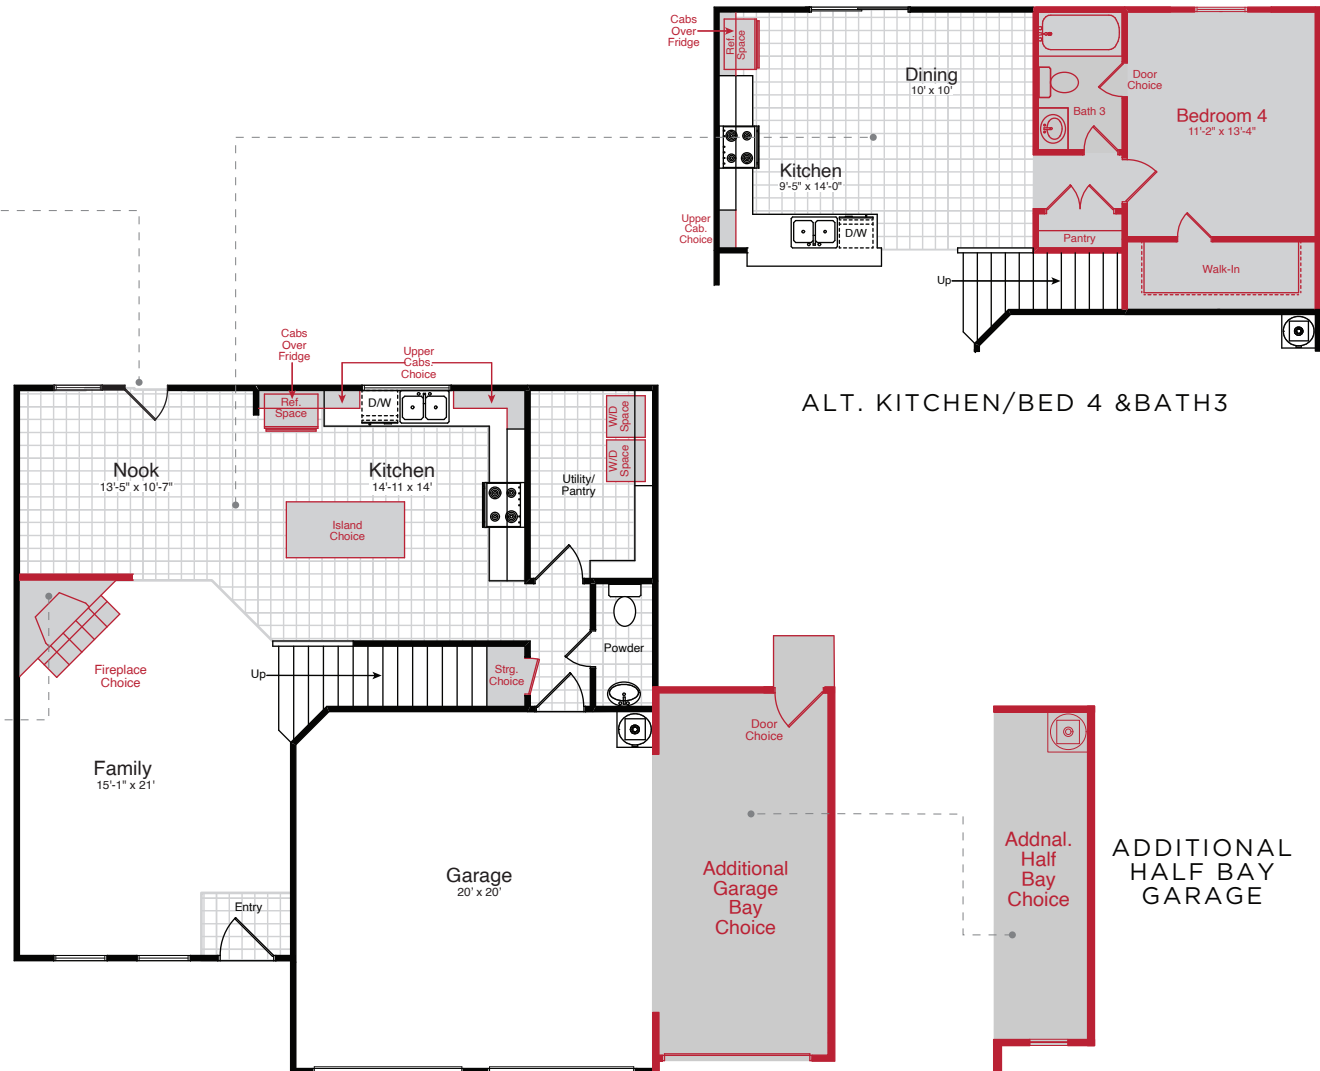 Cabs
Over
Fridge
Ref.
Space
Dining
10' x 10'
Door
Choice
Bath 3
Bedroom 4
11'-2" x 13'-4"
Kitchen
9'-5" x 14'-0"
Upper
Cab.
Choice
D/W
Pantry
Walk-In
Up
ALT. KITCHEN/BED 4 &BATH3
Cabs
Over
Fridge
Upper
Cabs.
Choice
Ref.
Space
D/W
W/D
Space
W/D
Space
Nook
13'-5" x 10'-7"
Kitchen
14'-11 x 14'
Utility/
Pantry
Island
Choice
Powder
Fireplace
Choice
Up
Strg.
Choice
Door
Choice
Family
15'-1" x 21'
Garage
20' x 20'
Additional
Garage
Bay
Choice
Addnal.
Half
Bay
Choice
ADDITIONAL
HALF BAY
GARAGE
Entry